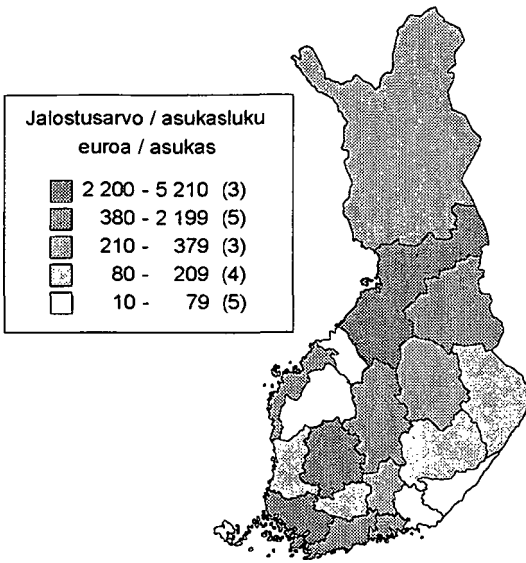 Jalostusarvo / asukasluku
euroa / asukas
2 200 - 5 210 (3)
380 - 2 199 (5)
210 - 379 (3)
80 - 209 (4)
10 - 79 (5)